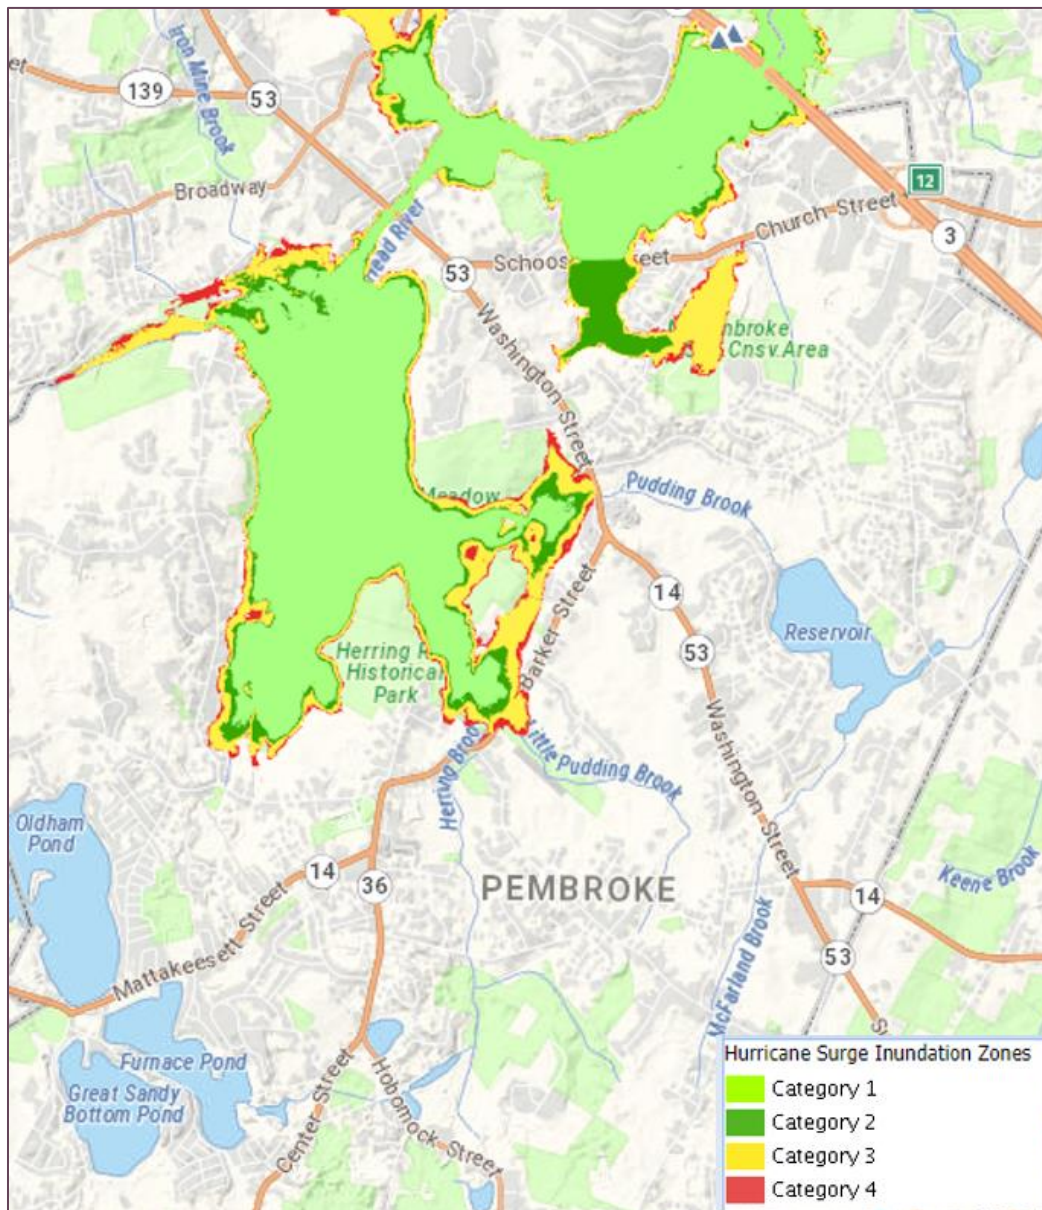 139
53
Iron Mine Brook
Broadway
12
Church Street
3
53
Schoos
eet
ead River
Washington Street
mbroke
Cnsv.Area
Meadow
Pudding Brook
14
Reservoir
53
Barker Street
Herring R
Historical
Park
Washington Street
Herring Broo
Little Pudding Brook
Oldham
Pond
14
36
PEMBROKE
Mattakeesett Street
14
Keene Brook
53
McFarland Brook
Furnace Pond
Great Sandy
Bottom Pond
Center Street
Hobomock Street
Hurricane Surge Inundation Zones
Category 1
Category 2
Category 3
Category 4